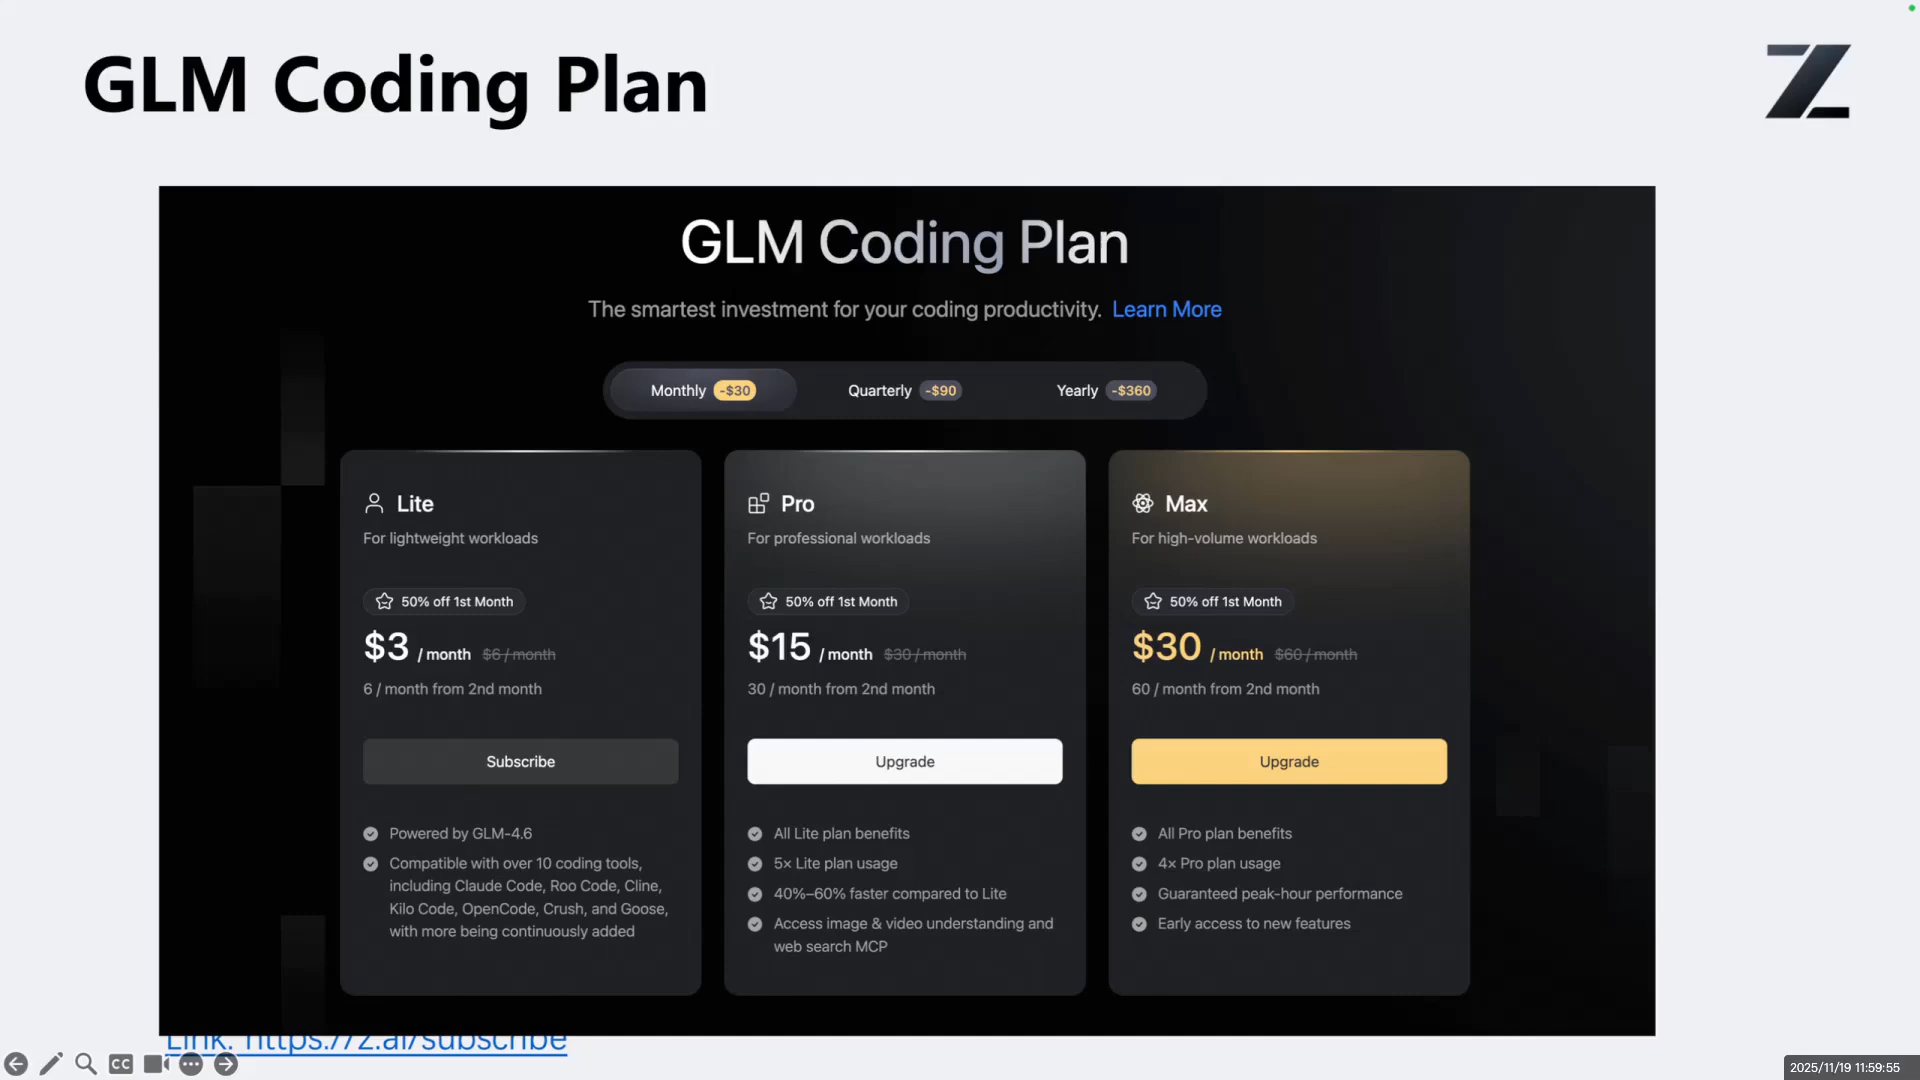 GLM Coding Plan
GLM Coding Plan
The smartest investment for your coding productivity. Learn More
Monthly -$30 Quarterly -$90 Yearly -$360
Lite
For lightweight workloads
50% off 1st Month
$3 / month $6 / month
6 / month from 2nd month
Subscribe
Powered by GLM-4.6
Compatible with over 10 coding tools,
including Claude Code, Roo Code, Cline,
Kilo Code, OpenCode, Crush, and Goose,
with more being continuously added
Pro
For professional workloads
50% off 1st Month
$15 / month $30 / month
30 / month from 2nd month
Upgrade
All Lite plan benefits
5× Lite plan usage
40%–60% faster compared to Lite
Access image & video understanding and
web search MCP
Max
For high-volume workloads
50% off 1st Month
$30 / month $60 / month
60 / month from 2nd month
Upgrade
All Pro plan benefits
4× Pro plan usage
Guaranteed peak-hour performance
Early access to new features
Link: https://z.ai/subscribe
CC
2025/11/19 11:59:55